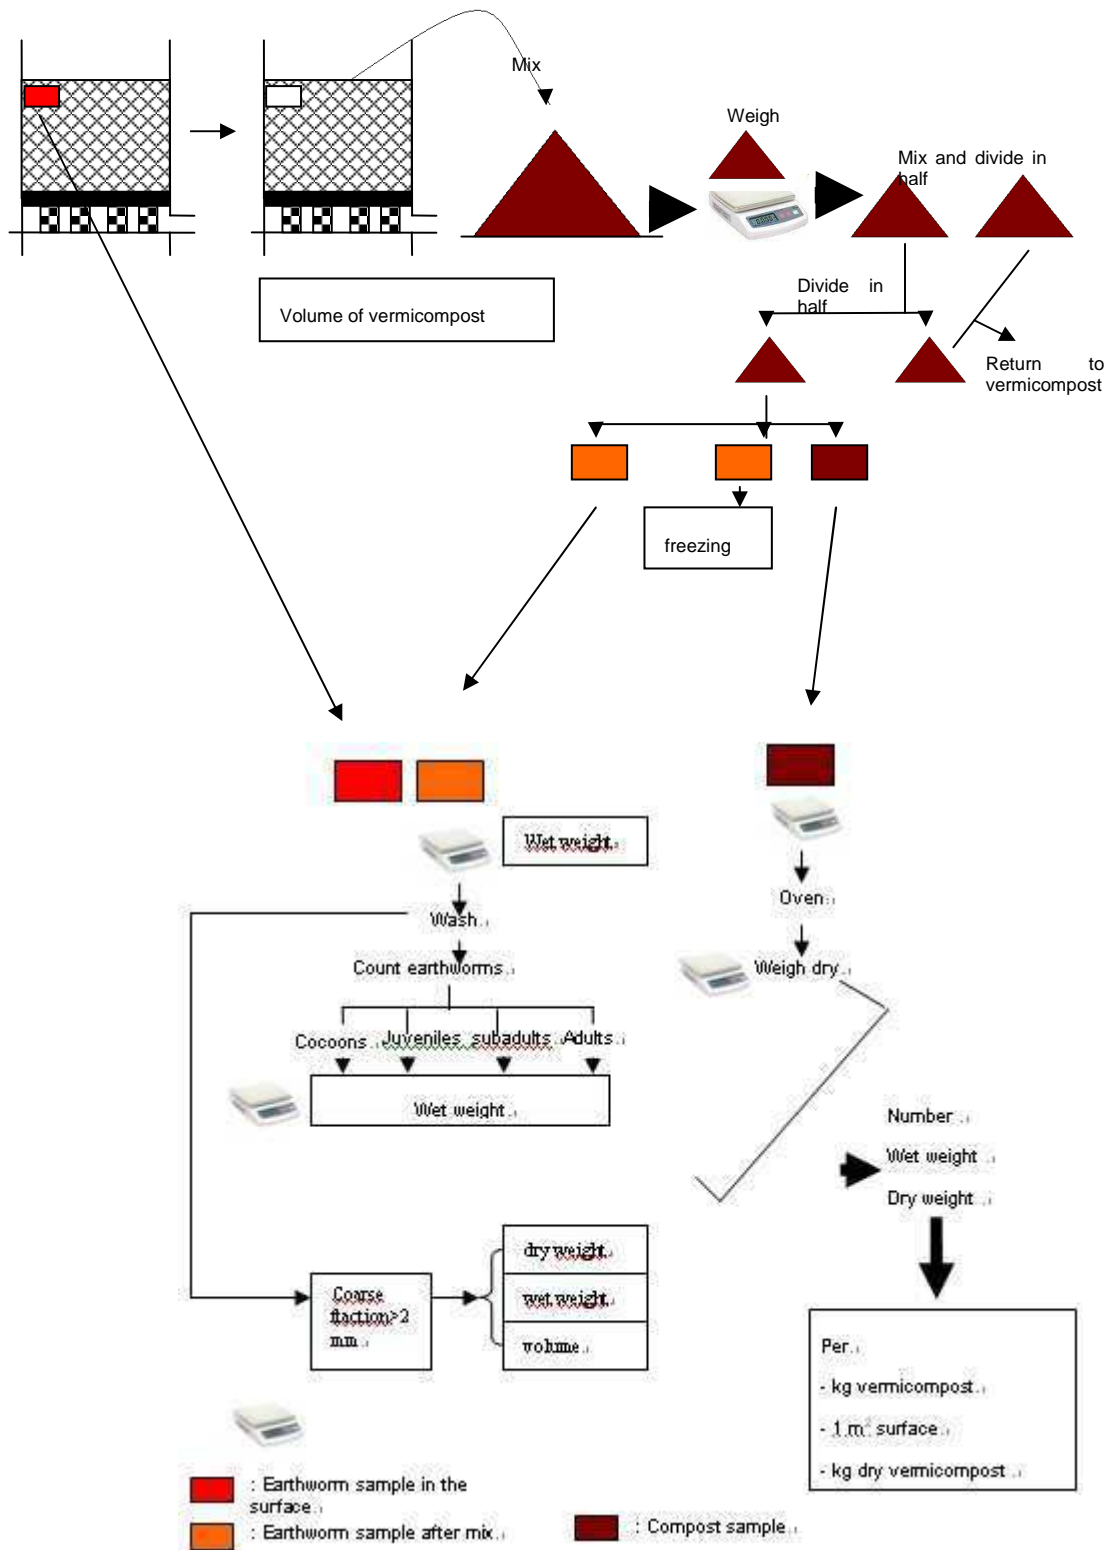 Mix
Weigh
Mix and divide in
half
Volume of vermicompost
Divide in
half
Return to
vermicompost
freezing
Wet weight
Wash
Oven
Count earthworms
Weigh dry
Cocoons Juveniles subadults Adults
Wet weight
Number
Wet weight
Dry weight
dry weight
Coarse
fraction>2
mm
wet weight
volume
Per
- kg vermicompost
- 1 m² surface
- kg dry vermicompost
: Earthworm sample in the
surface
: Earthworm sample after mix
: Compost sample